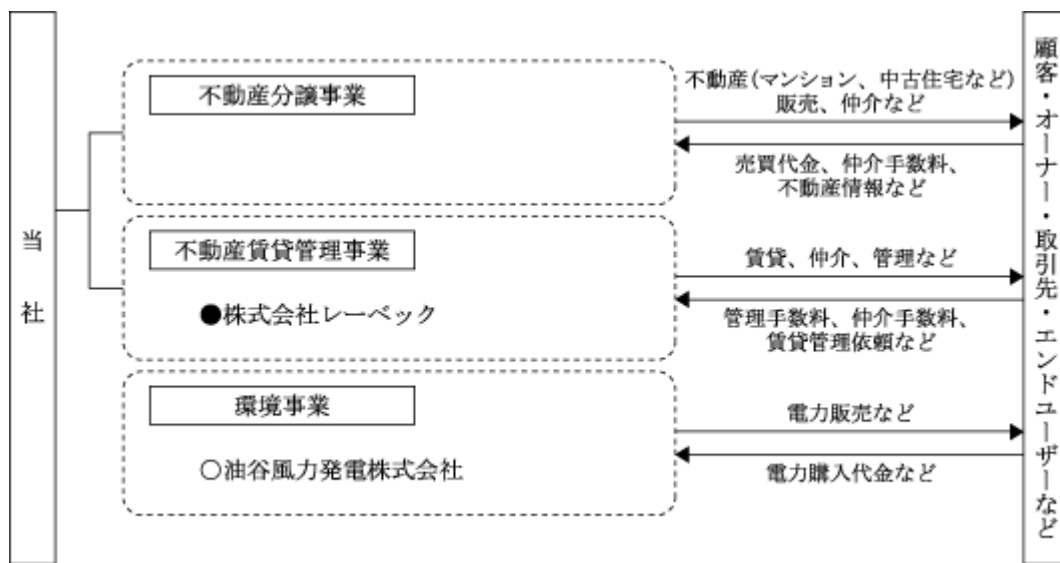 当社
不動産分譲事業
不動産(マンション、中古住宅など)
販売、仲介など
売買代金、仲介手数料、
不動産情報など
不動産賃貸管理事業
●株式会社レーベック
賃貸、仲介、管理など
管理手数料、仲介手数料、
賃貸管理依頼など
環境事業
○油谷風力発電株式会社
電力販売など
電力購入代金など
顧客・オーナー・取引先・エンドユーザーなど